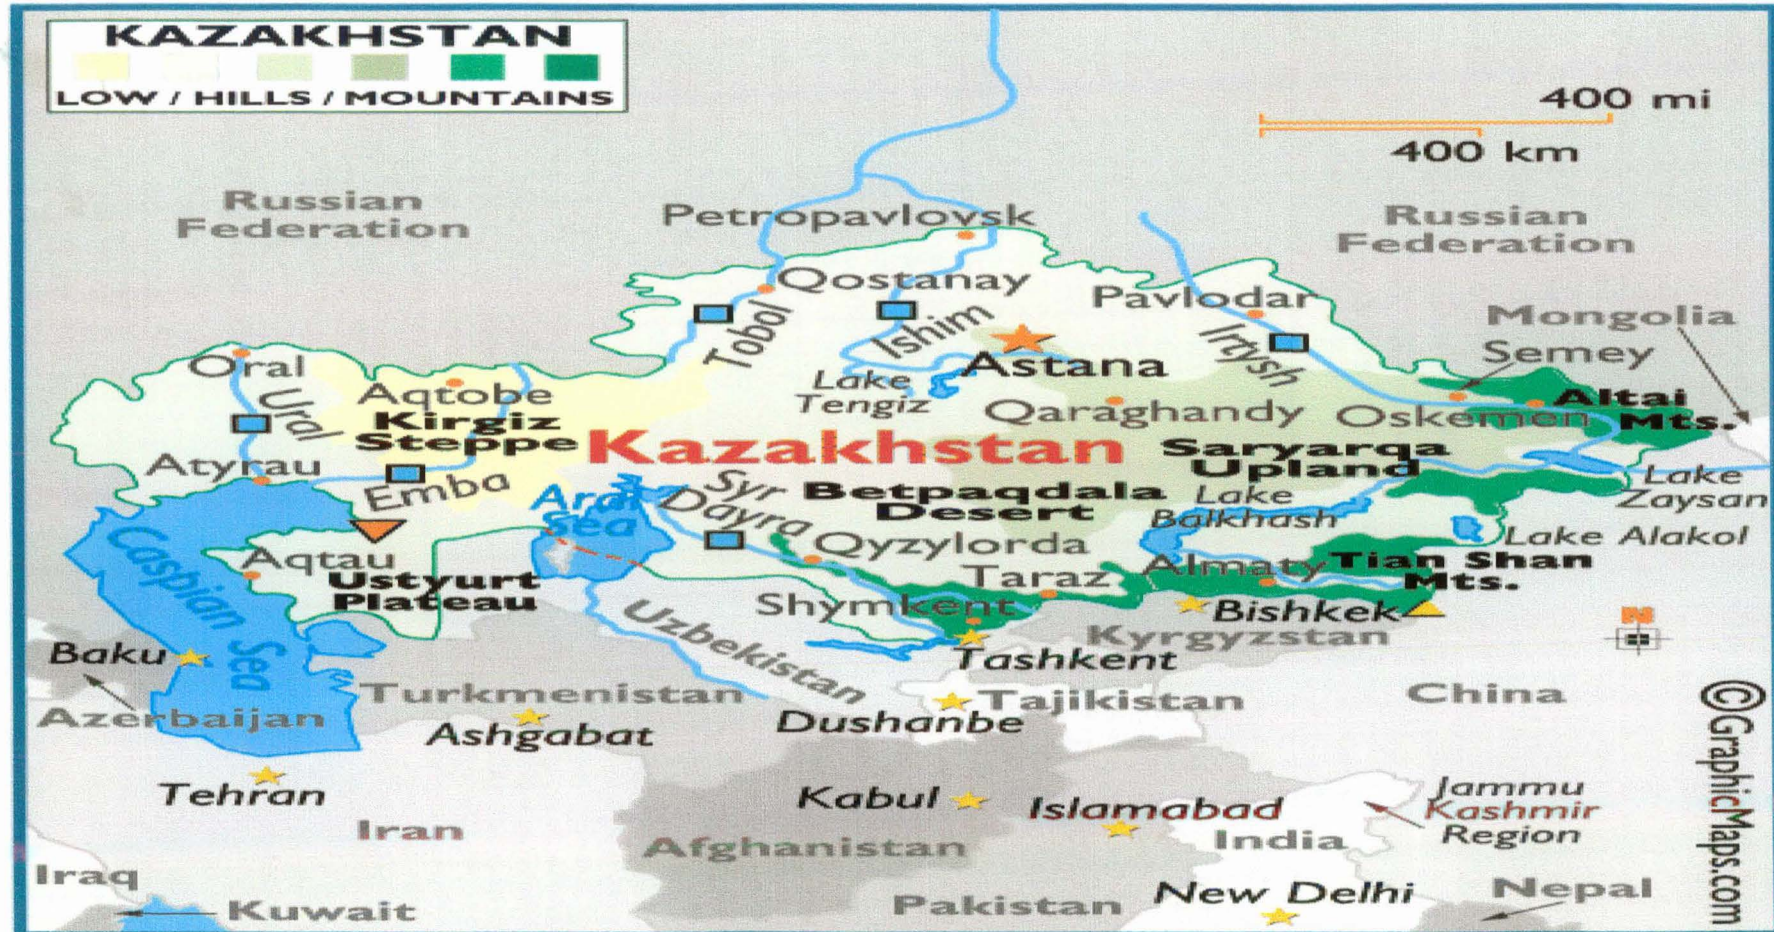 KAZAKHSTAN
LOW / HILLS / MOUNTAINS
400 mi
400 km
Russian
Federation
Russian
Federation
Petropavlovsk
Qostanay
Tobol
Ishim
Pavlodar
Irtysh
Mongolia
Semey
Oral
Ural
Aqtobe
Kirgiz
Steppe
Astana
Lake
Tengiz
Qaraghandy
Oskemen
Altai
Mts.
Kazakhstan
Saryarqa
Upland
Atyrau
Emba
Aral
Sea
Syr
Dayra
Betpaqdala
Desert
Lake
Balkhash
Lake
Zaysan
Lake Alakol
Caspian Sea
Aqtau
Ustyurt
Plateau
Qyzylorda
Taraz
Almaty
Tian Shan
Mts.
Shymkent
Bishkek
Kyrgyzstan
N
Uzbekistan
Tashkent
Baku
Azerbaijan
Turkmenistan
Ashgabat
Dushanbe
Tajikistan
China
Tehran
Iran
Kabul
Afghanistan
Islamabad
India
Jammu
Kashmir
Region
Iraq
Kuwait
Pakistan
New Delhi
Nepal
©GraphicMaps.com